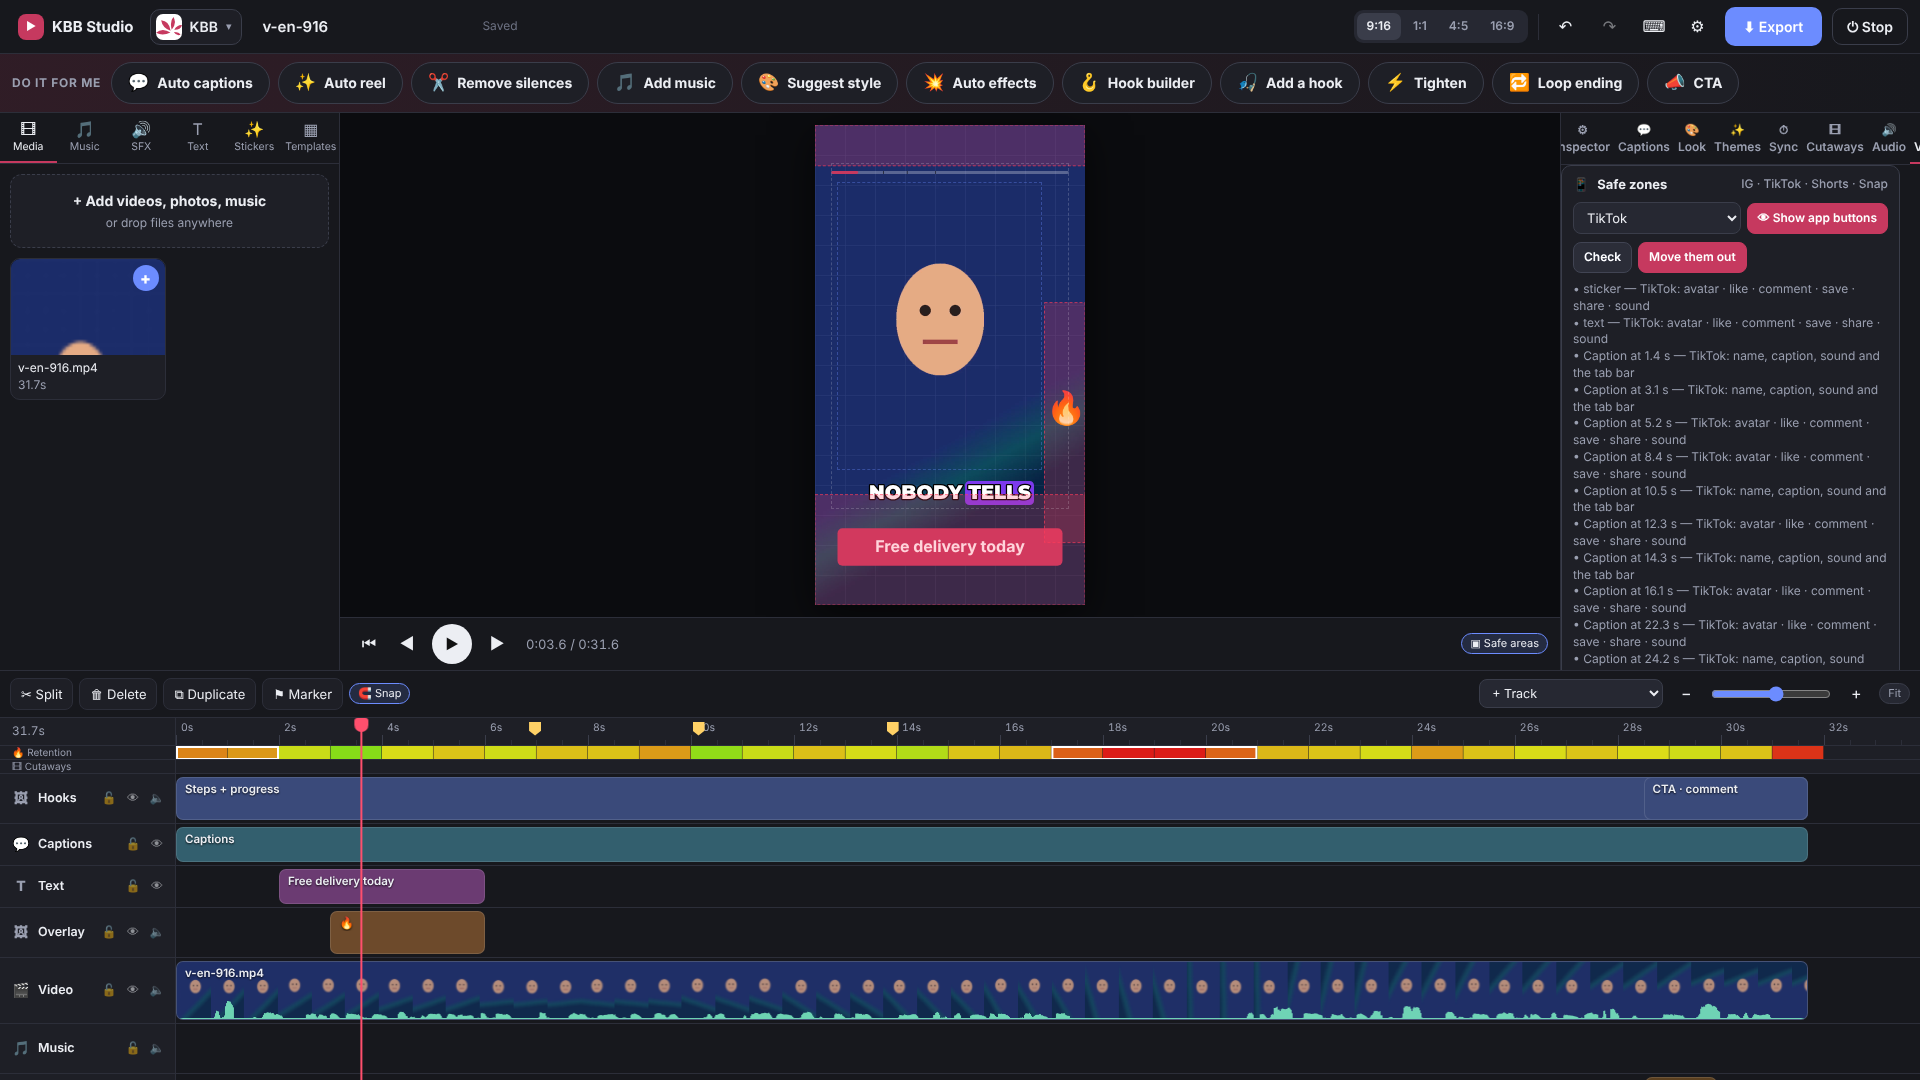 KBB Studio
KBB
v-en-916
Saved
9:16
1:1
4:5
16:9
Export
Stop
DO IT FOR ME
Auto captions
Auto reel
Remove silences
Add music
Suggest style
Auto effects
Hook builder
Add a hook
Tighten
Loop ending
CTA
Media
Music
SFX
Text
Stickers
Templates
+ Add videos, photos, music
or drop files anywhere
v-en-916.mp4
31.7s
NOBODY TELLS
Free delivery today
0:03.6 / 0:31.6
Safe areas
nspector
Captions
Look
Themes
Sync
Cutaways
Audio
Safe zones
IG · TikTok · Shorts · Snap
TikTok
Show app buttons
Check
Move them out
• sticker — TikTok: avatar · like · comment · save ·
share · sound
• text — TikTok: avatar · like · comment · save · share ·
sound
• Caption at 1.4 s — TikTok: name, caption, sound and
the tab bar
• Caption at 3.1 s — TikTok: name, caption, sound and
the tab bar
• Caption at 5.2 s — TikTok: avatar · like · comment ·
save · share · sound
• Caption at 8.4 s — TikTok: avatar · like · comment ·
save · share · sound
• Caption at 10.5 s — TikTok: name, caption, sound and
the tab bar
• Caption at 12.3 s — TikTok: avatar · like · comment ·
save · share · sound
• Caption at 14.3 s — TikTok: name, caption, sound and
the tab bar
• Caption at 16.1 s — TikTok: avatar · like · comment ·
save · share · sound
• Caption at 22.3 s — TikTok: avatar · like · comment ·
save · share · sound
• Caption at 24.2 s — TikTok: name, caption, sound
Split
Delete
Duplicate
Marker
Snap
+ Track
Fit
31.7s
0s
2s
4s
6s
8s
0s
12s
14s
16s
18s
20s
22s
24s
26s
28s
30s
32s
Retention
Cutaways
Hooks
Steps + progress
CTA · comment
Captions
Captions
Text
Free delivery today
Overlay
Video
v-en-916.mp4
Music